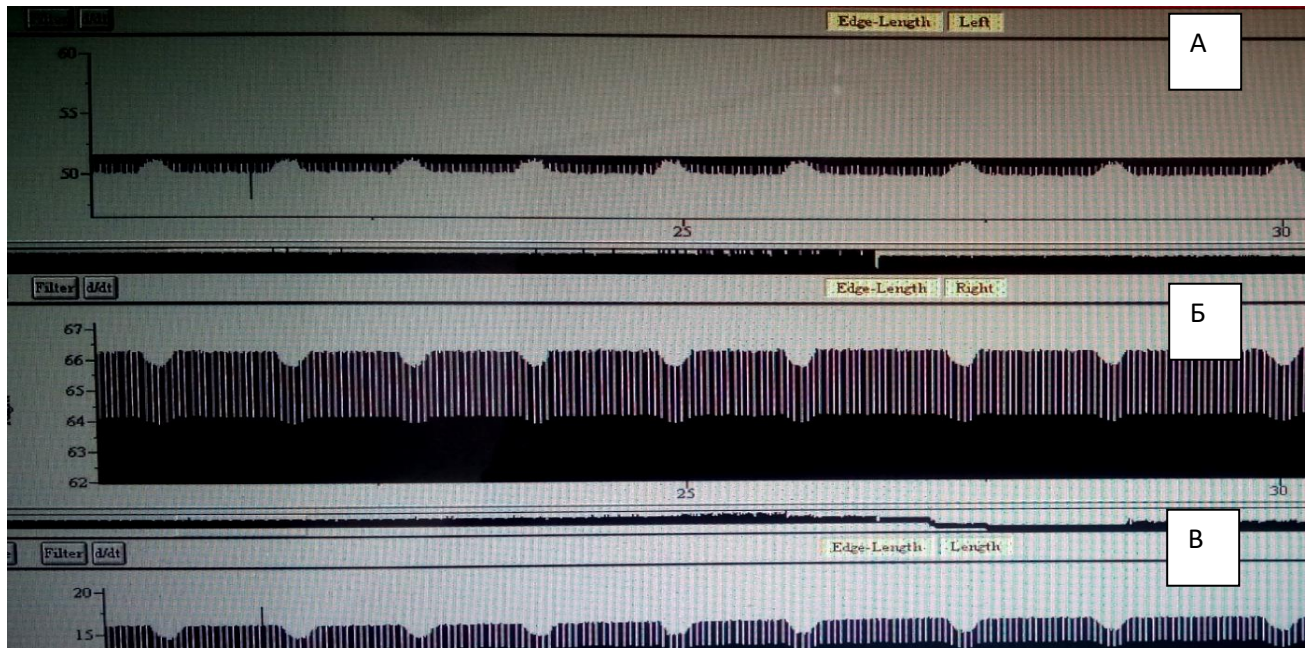 Edge-Length Left
А
60
55
50
25 30
Filter d/dt
Edge-Length Right
Б
67
66
65
64
63
62
25 30
Filter d/dt
Edge-Length Length
В
20
15